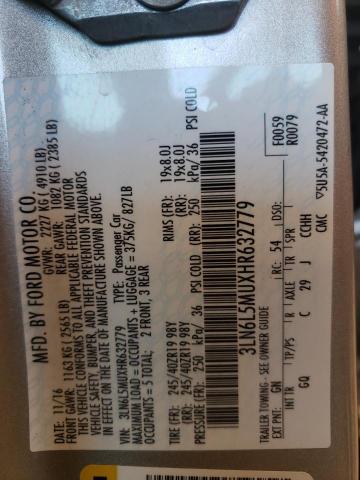 MFD. BY FORD MOTOR CO.
DATE: 11/16 GVWR: 2227 KG ( 4910 LB)
FRONT GAWR: 1163 KG ( 2565 LB) REAR GAWR: 1082 KG ( 2385 LB)
THIS VEHICLE CONFORMS TO ALL APPLICABLE FEDERAL MOTOR
VEHICLE SAFETY, BUMPER, AND THEFT PREVENTION STANDARDS
IN EFFECT ON THE DATE OF MANUFACTURE SHOWN ABOVE.
VIN: 3LN6L5MUXHR632779 TYPE: Passenger Car
MAXIMUM LOAD = OCCUPANTS + LUGGAGE = 375KG/ 827LB
OCCUPANTS = 5 TOTAL; 2 FRONT, 3 REAR
TIRE (FR): 245/40ZR19 98Y RIMS (FR): 19x8.0J
TIRE (RR): 245/40ZR19 98Y (RR): 19x8.0J
PRESSURE (FR): 250 kPa/ 36 PSI COLD (RR): 250 kPa/ 36 PSI COLD
3LN6L5MUXHR632779
TRAILER TOWING - SEE OWNER GUIDE F0059
EXT PNT: GN RC: 54 DSO: R0079
INT TR TP/PS R AXLE TR SPR
GQ C 29 J CCHH
CMC ▽5U5A-5420472-AA